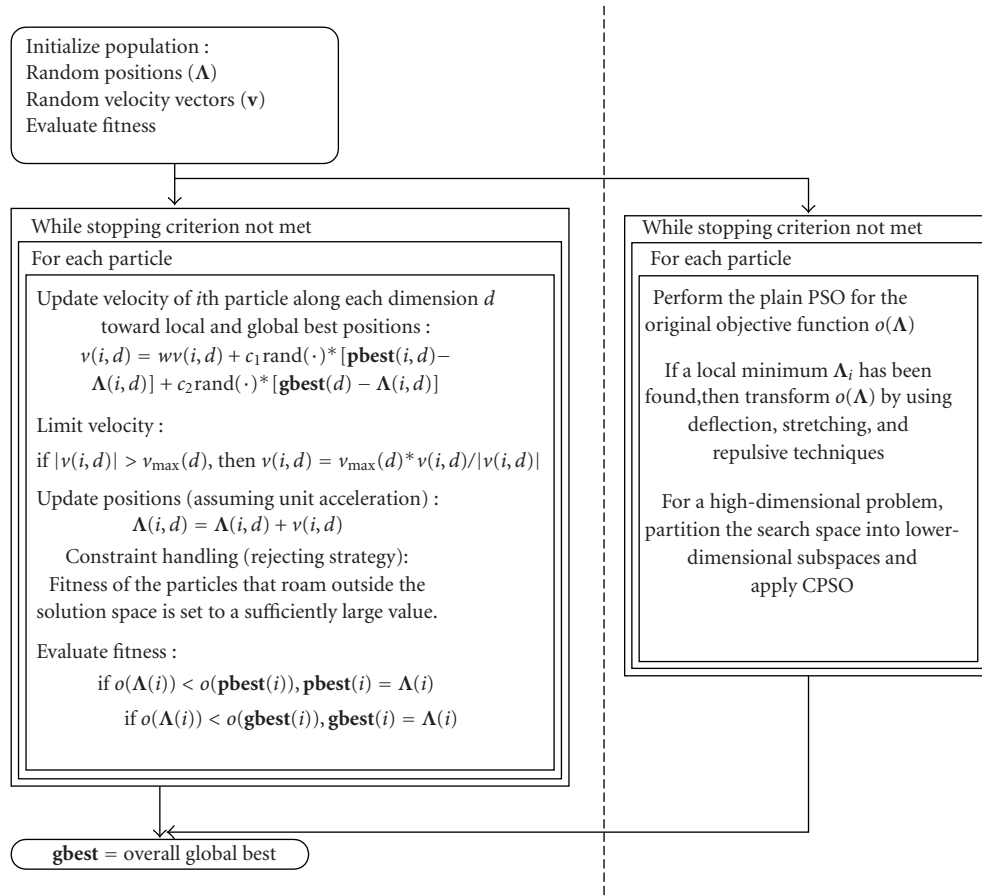 Initialize population :
Random positions (Λ)
Random velocity vectors (v)
Evaluate fitness
While stopping criterion not met
For each particle
Update velocity of ith particle along each dimension d
toward local and global best positions :
v(i, d) = wv(i, d) + c₁rand(·)* [pbest(i, d)−
Λ(i, d)] + c₂rand(·)* [gbest(d) − Λ(i, d)]
Limit velocity :
if |v(i, d)| > vmax(d), then v(i, d) = vmax(d)* v(i, d)/|v(i, d)|
Update positions (assuming unit acceleration) :
Λ(i, d) = Λ(i, d) + v(i, d)
Constraint handling (rejecting strategy):
Fitness of the particles that roam outside the
solution space is set to a sufficiently large value.
Evaluate fitness :
if o(Λ(i)) < o(pbest(i)), pbest(i) = Λ(i)
if o(Λ(i)) < o(gbest(i)), gbest(i) = Λ(i)
While stopping criterion not met
For each particle
Perform the plain PSO for the
original objective function o(Λ)
If a local minimum Λᵢ has been
found,then transform o(Λ) by using
deflection, stretching, and
repulsive techniques
For a high-dimensional problem,
partition the search space into lower-
dimensional subspaces and
apply CPSO
gbest = overall global best